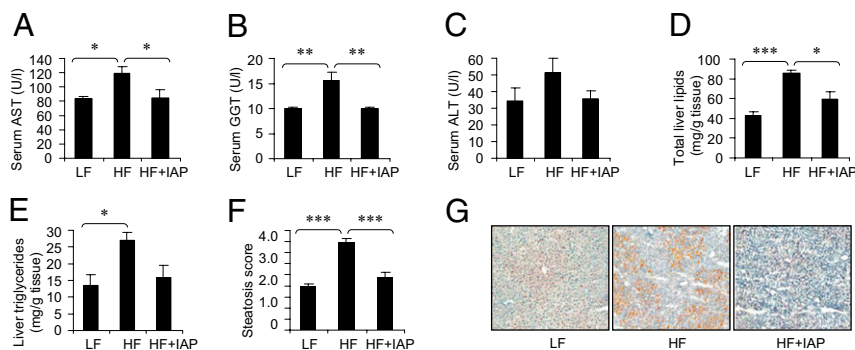 A
Serum AST (U/l)
140
120
100
80
60
40
20
0
*
*
LF
HF
HF+IAP
B
Serum GGT (U/l)
20
15
10
5
0
**
**
LF
HF
HF+IAP
C
Serum ALT (U/l)
60
50
40
30
20
10
0
LF
HF
HF+IAP
D
Total liver lipids
(mg/g tissue)
100
80
60
40
20
0
***
*
LF
HF
HF+IAP
E
Liver triglycerides
(mg/g tissue)
30
25
20
15
10
5
0
*
LF
HF
HF+IAP
F
Steatosis score
4.0
3.0
2.0
1.0
0.0
***
***
LF
HF
HF+IAP
G
LF
HF
HF+IAP